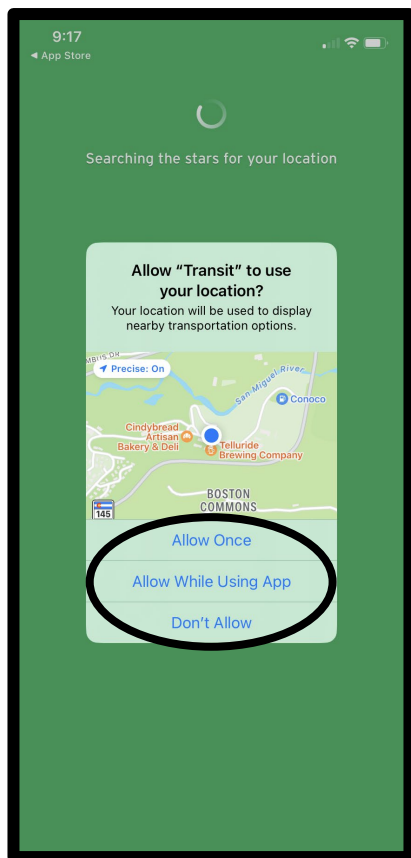 9:17
◀ App Store
Searching the stars for your location
Allow “Transit” to use
your location?
Your location will be used to display
nearby transportation options.
MBRIS DR
Precise: On
San Miguel River
Conoco
Cindybread
Artisan
Bakery & Deli
Telluride
Brewing Company
BOSTON
COMMONS
145
Allow Once
Allow While Using App
Don’t Allow